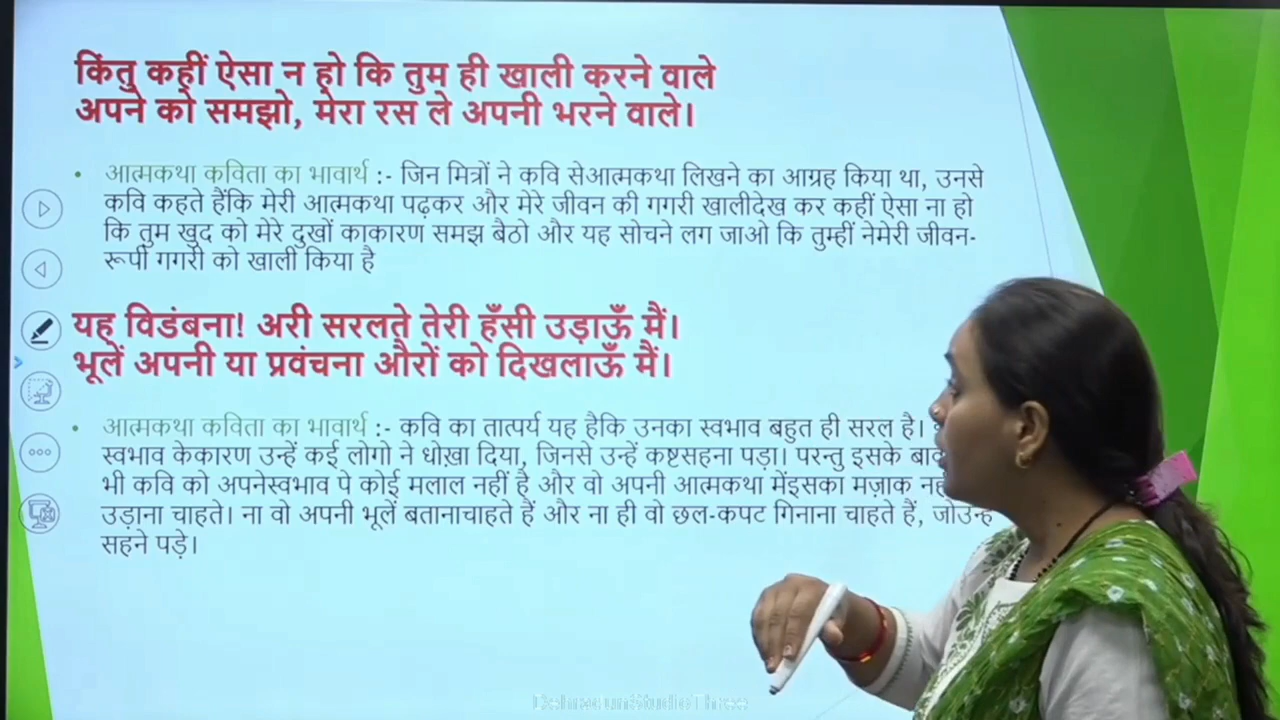 किंतु कहीं ऐसा न हो कि तुम ही खाली करने वाले
अपने को समझो, मेरा रस ले अपनी भरने वाले।
• आत्मकथा कविता का भावार्थ :- जिन मित्रों ने कवि सेआत्मकथा लिखने का आग्रह किया था, उनसे
कवि कहते हैंकि मेरी आत्मकथा पढ़कर और मेरे जीवन की गगरी खालीदेख कर कहीं ऐसा ना हो
कि तुम खुद को मेरे दुखों काकारण समझ बैठो और यह सोचने लग जाओ कि तुम्हीं नेमेरी जीवन-
रूपी गगरी को खाली किया है
यह विडंबना! अरी सरलते तेरी हँसी उड़ाऊँ मैं।
भूलें अपनी या प्रवंचना औरों को दिखलाऊँ मैं।
• आत्मकथा कविता का भावार्थ :- कवि का तात्पर्य यह हैकि उनका स्वभाव बहुत ही सरल है।
स्वभाव केकारण उन्हें कई लोगो ने धोख़ा दिया, जिनसे उन्हें कष्टसहना पड़ा। परन्तु इसके
भी कवि को अपनेस्वभाव पे कोई मलाल नहीं है और वो अपनी आत्मकथा मेंइसका मज़ाक
उड़ाना चाहते। ना वो अपनी भूलें बतानाचाहते हैं और ना ही वो छल-कपट गिनाना चाहते हैं, जोउन्हें
सहने पड़े।